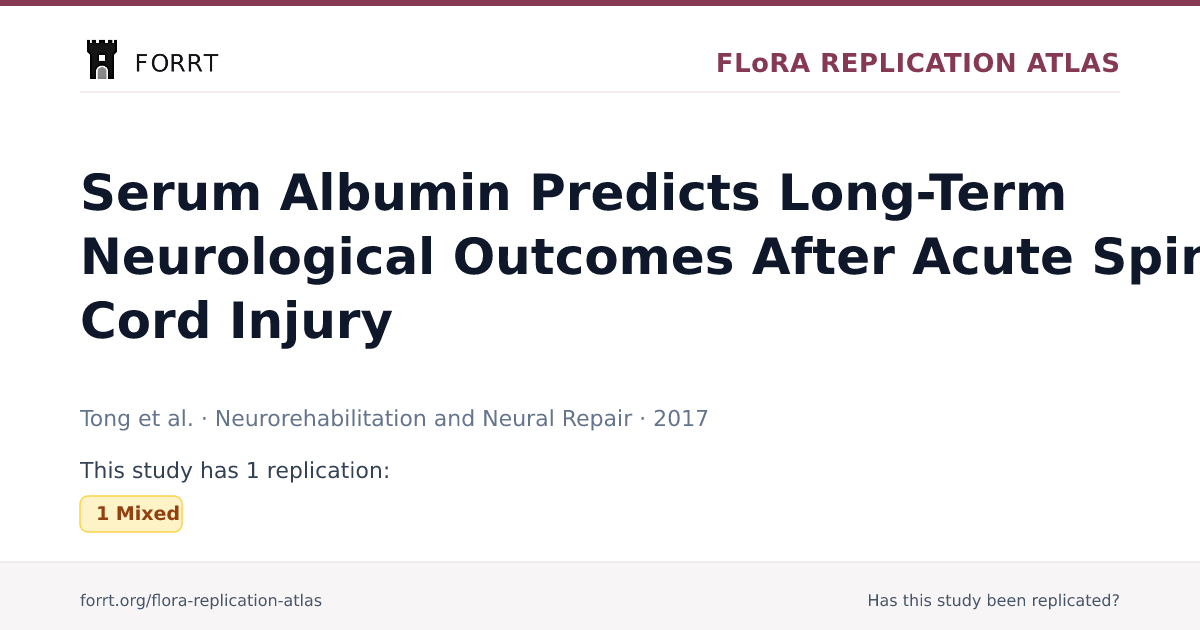 FORRT
FLoRA REPLICATION ATLAS
Serum Albumin Predicts Long-Term
Neurological Outcomes After Acute
Cord Injury
Tong et al. · Neurorehabilitation and Neural Repair · 2017
This study has 1 replication:
1 Mixed
forrt.org/flora-replication-atlas
Has this study been replicated?